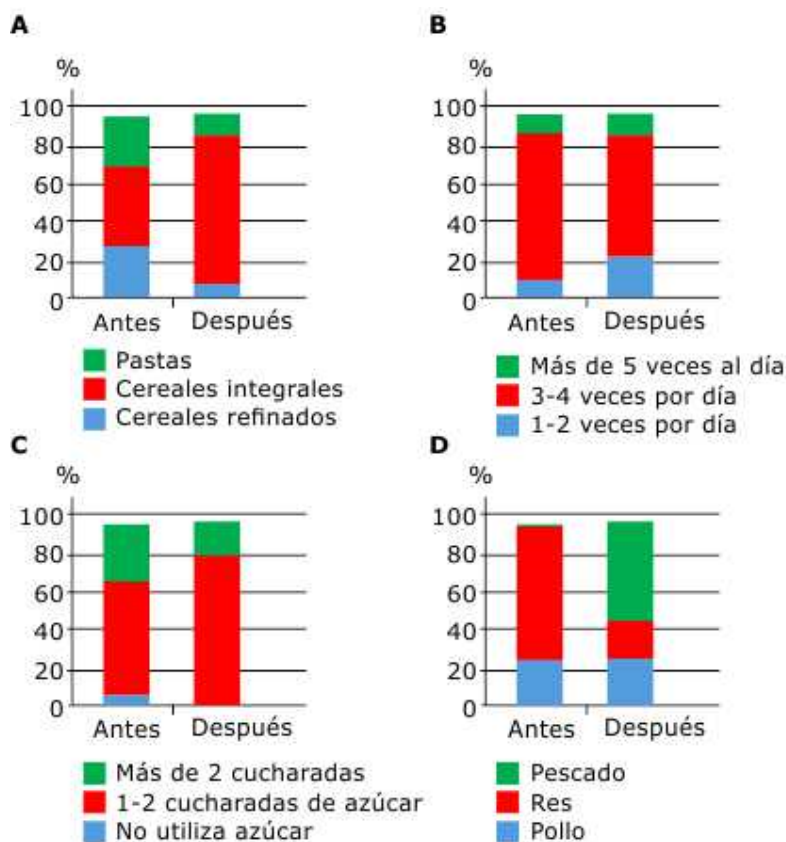 A
%
100
80
60
40
20
0
Antes Después
Pastas
Cereales integrales
Cereales refinados
B
%
100
80
60
40
20
0
Antes Después
Más de 5 veces al día
3-4 veces por día
1-2 veces por día
C
%
100
80
60
40
20
0
Antes Después
Más de 2 cucharadas
1-2 cucharadas de azúcar
No utiliza azúcar
D
%
100
80
60
40
20
0
Antes Después
Pescado
Res
Pollo